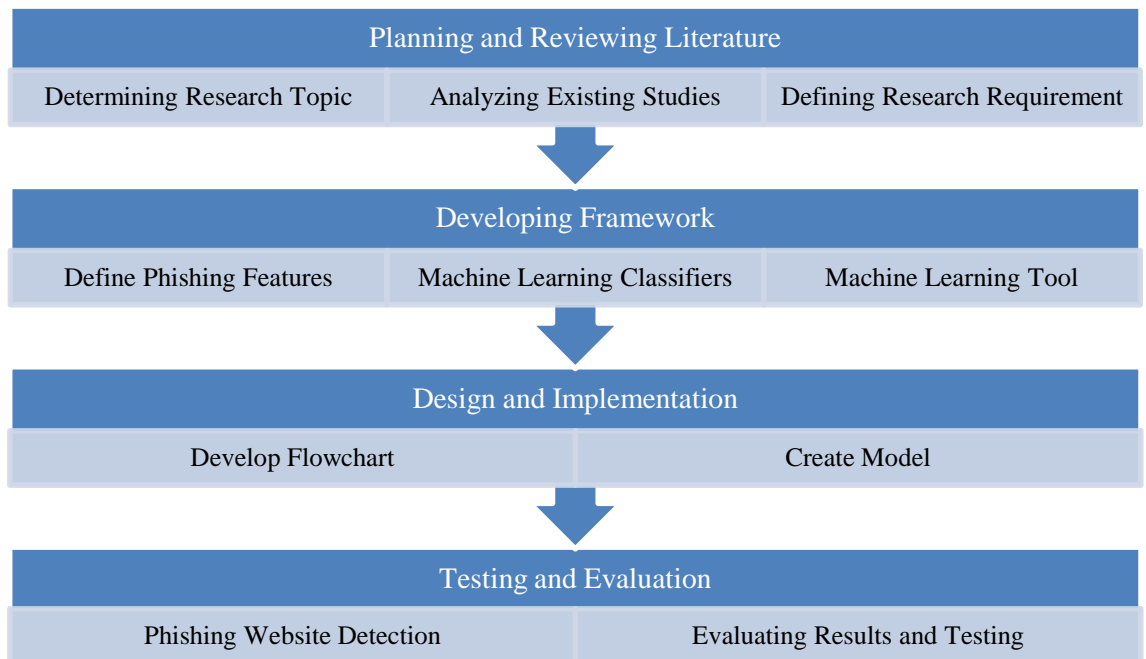 Planning and Reviewing Literature
Determining Research Topic Analyzing Existing Studies Defining Research Requirement
Developing Framework
Define Phishing Features Machine Learning Classifiers Machine Learning Tool
Design and Implementation
Develop Flowchart Create Model
Testing and Evaluation
Phishing Website Detection Evaluating Results and Testing